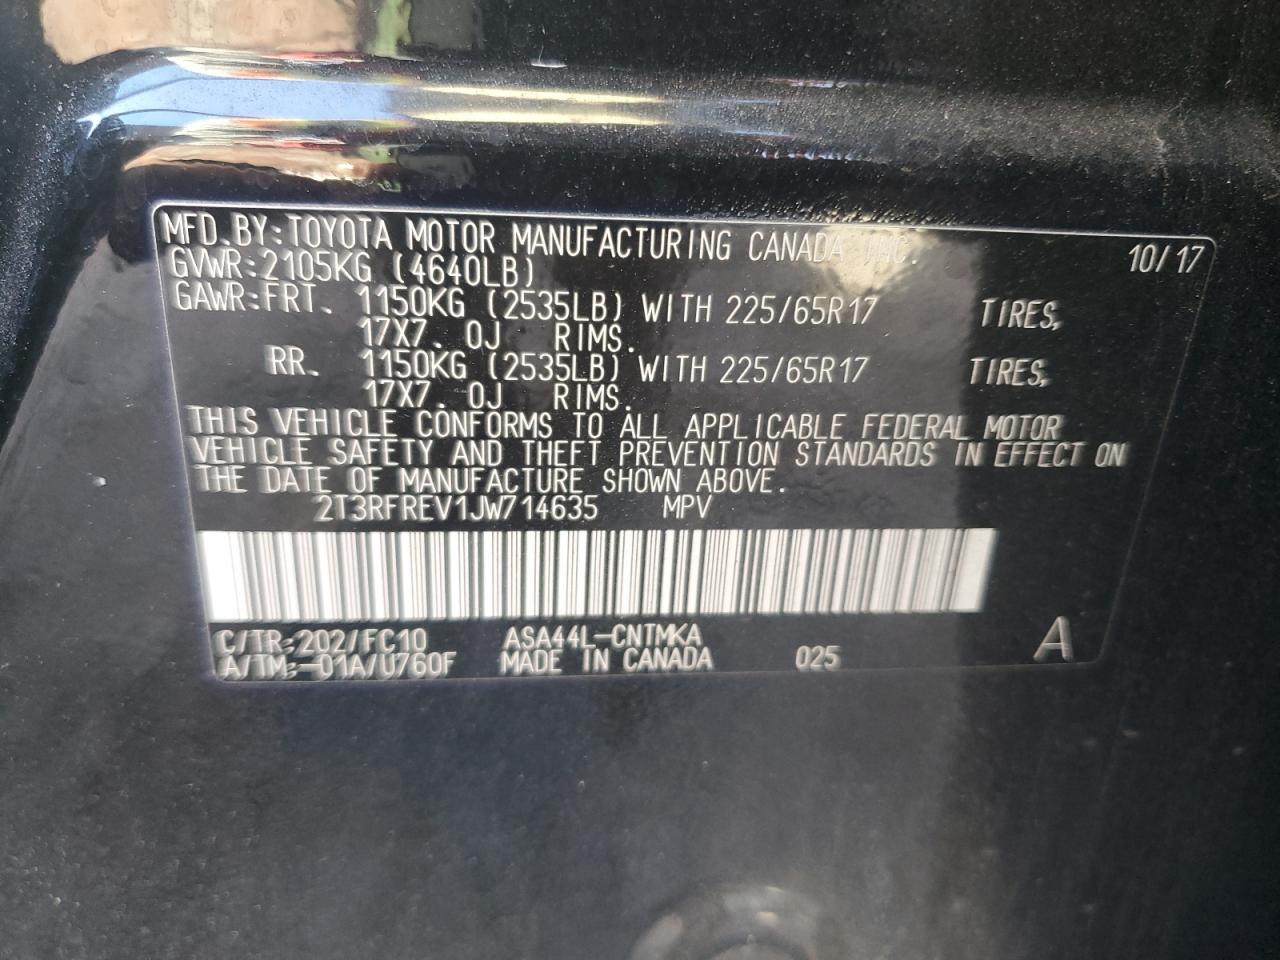 MFD. BY: TOYOTA MOTOR MANUFACTURING CANADA INC. 10/17
GVWR: 2105KG (4640LB)
GAWR: FRT. 1150KG (2535LB) WITH 225/65R17 TIRES,
17X7. 0J RIMS.
RR. 1150KG (2535LB) WITH 225/65R17 TIRES,
17X7. 0J RIMS.
THIS VEHICLE CONFORMS TO ALL APPLICABLE FEDERAL MOTOR
VEHICLE SAFETY AND THEFT PREVENTION STANDARDS IN EFFECT ON
THE DATE OF MANUFACTURE SHOWN ABOVE.
2T3RFREV1JW714635 MPV
C/TR: 202/FC10 ASA44L-CNTMKA
A/TM: -01A/U760F MADE IN CANADA 025 A